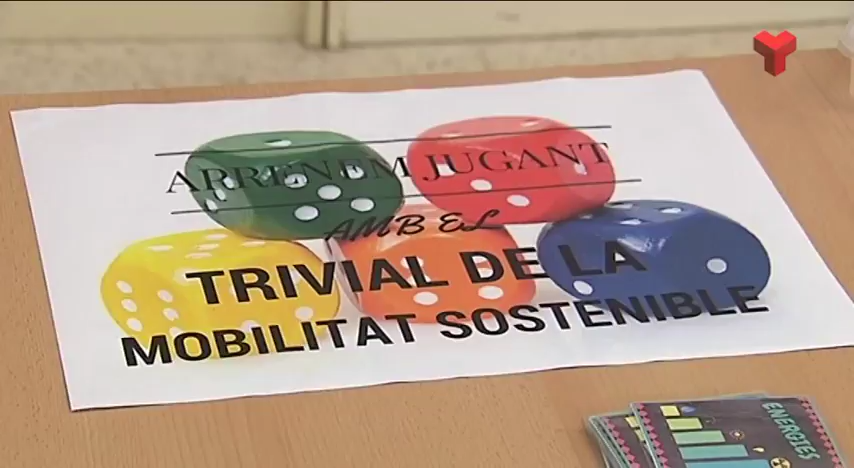 APRENEM JUGANT
AMB EL
TRIVIAL DE LA
MOBILITAT SOSTENIBLE
ENERGIES